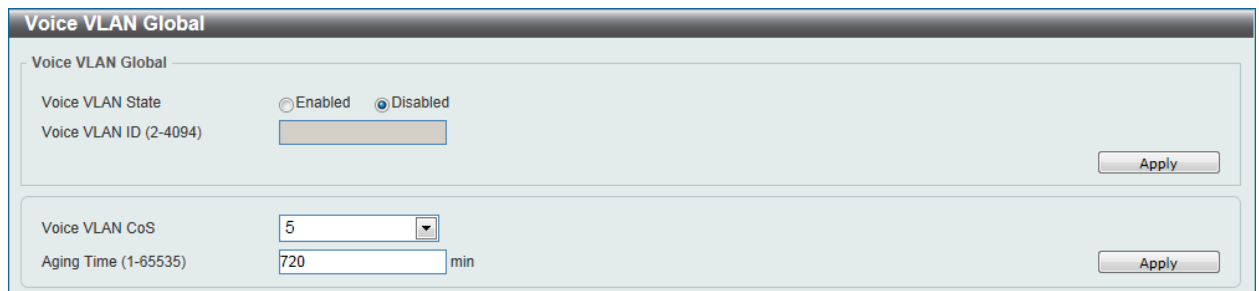 Voice VLAN Global
Voice VLAN Global
Voice VLAN State Enabled Disabled
Voice VLAN ID (2-4094)
Apply
Voice VLAN CoS 5
Aging Time (1-65535) 720 min Apply